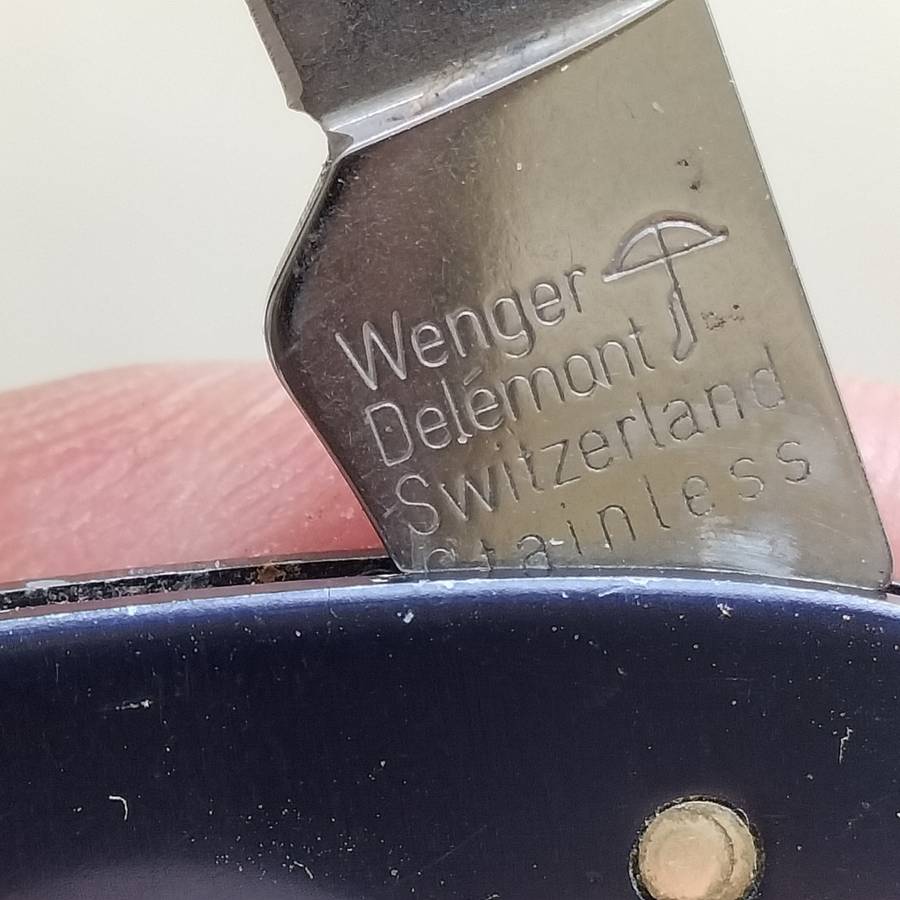 Wenger
Delémont
Switzerland
Stainless